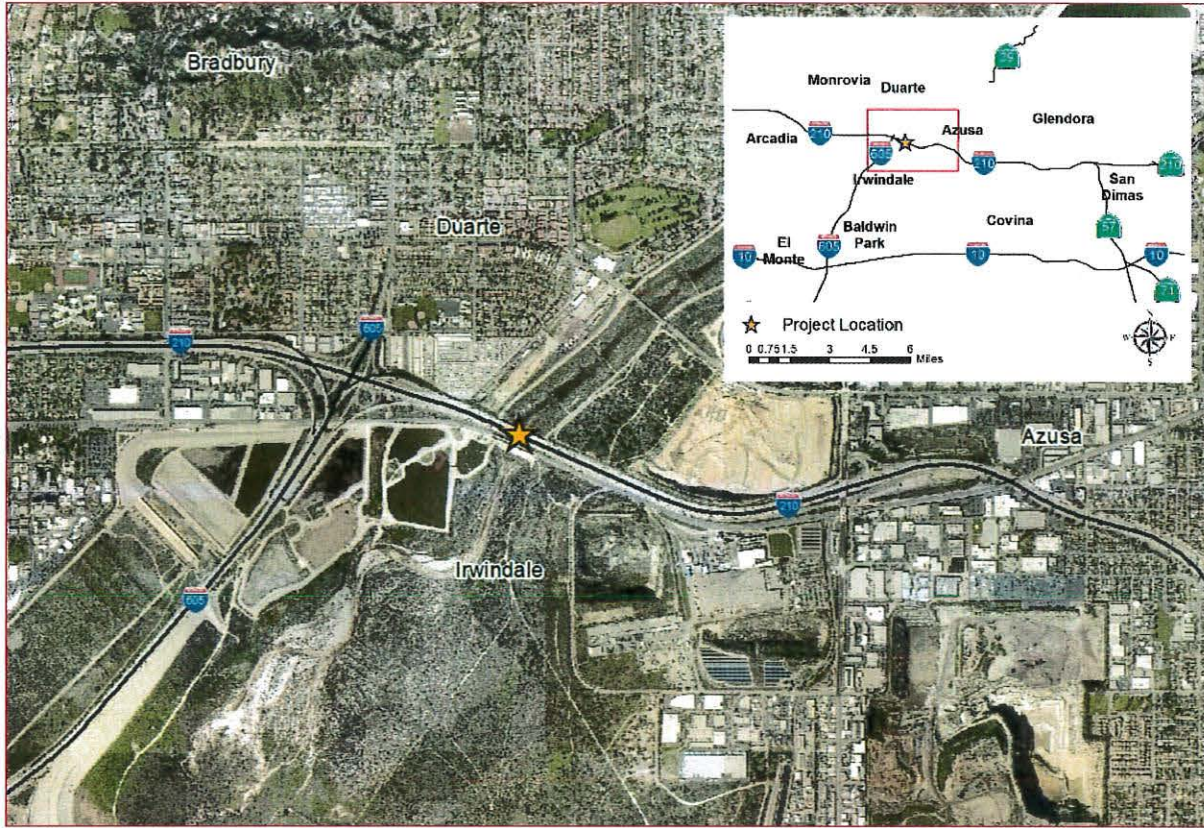 Bradbury
Duarte
605
210
Azusa
210
Irwindale
605
39
Monrovia
Duarte
Glendora
Azusa
Arcadia
210
605
210
210
San
Dimas
Irwindale
57
Covina
Baldwin
Park
El
Monte
605
10
10
10
71
Project Location
N
W
E
S
0 0.75 1.5 3 4.5 6
Miles